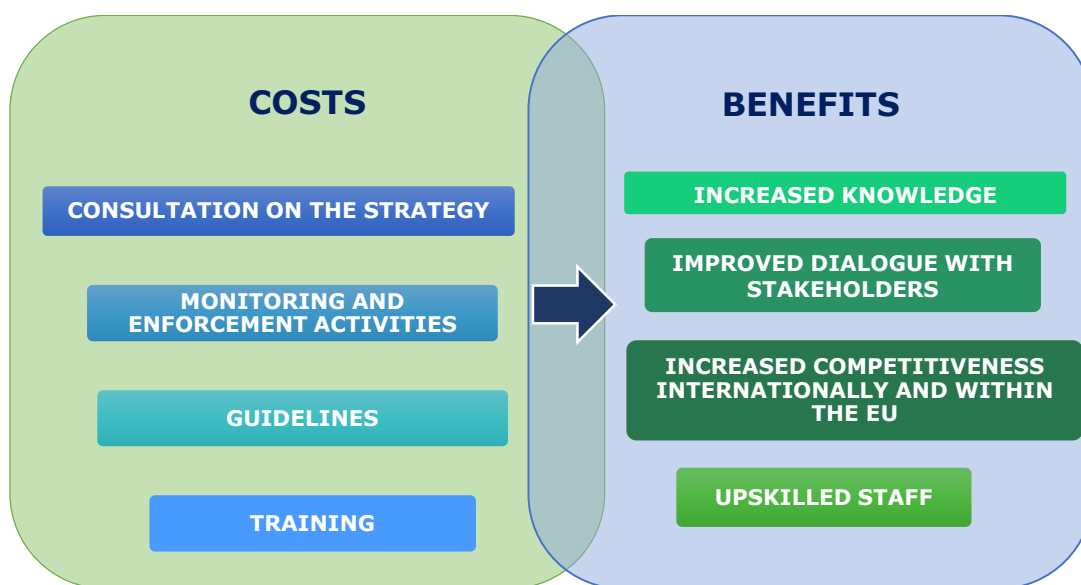 COSTS
CONSULTATION ON THE STRATEGY
MONITORING AND
ENFORCEMENT ACTIVITIES
GUIDELINES
TRAINING
BENEFITS
INCREASED KNOWLEDGE
IMPROVED DIALOGUE WITH
STAKEHOLDERS
INCREASED COMPETITIVENESS
INTERNATIONALLY AND WITHIN
THE EU
UPSKILLED STAFF